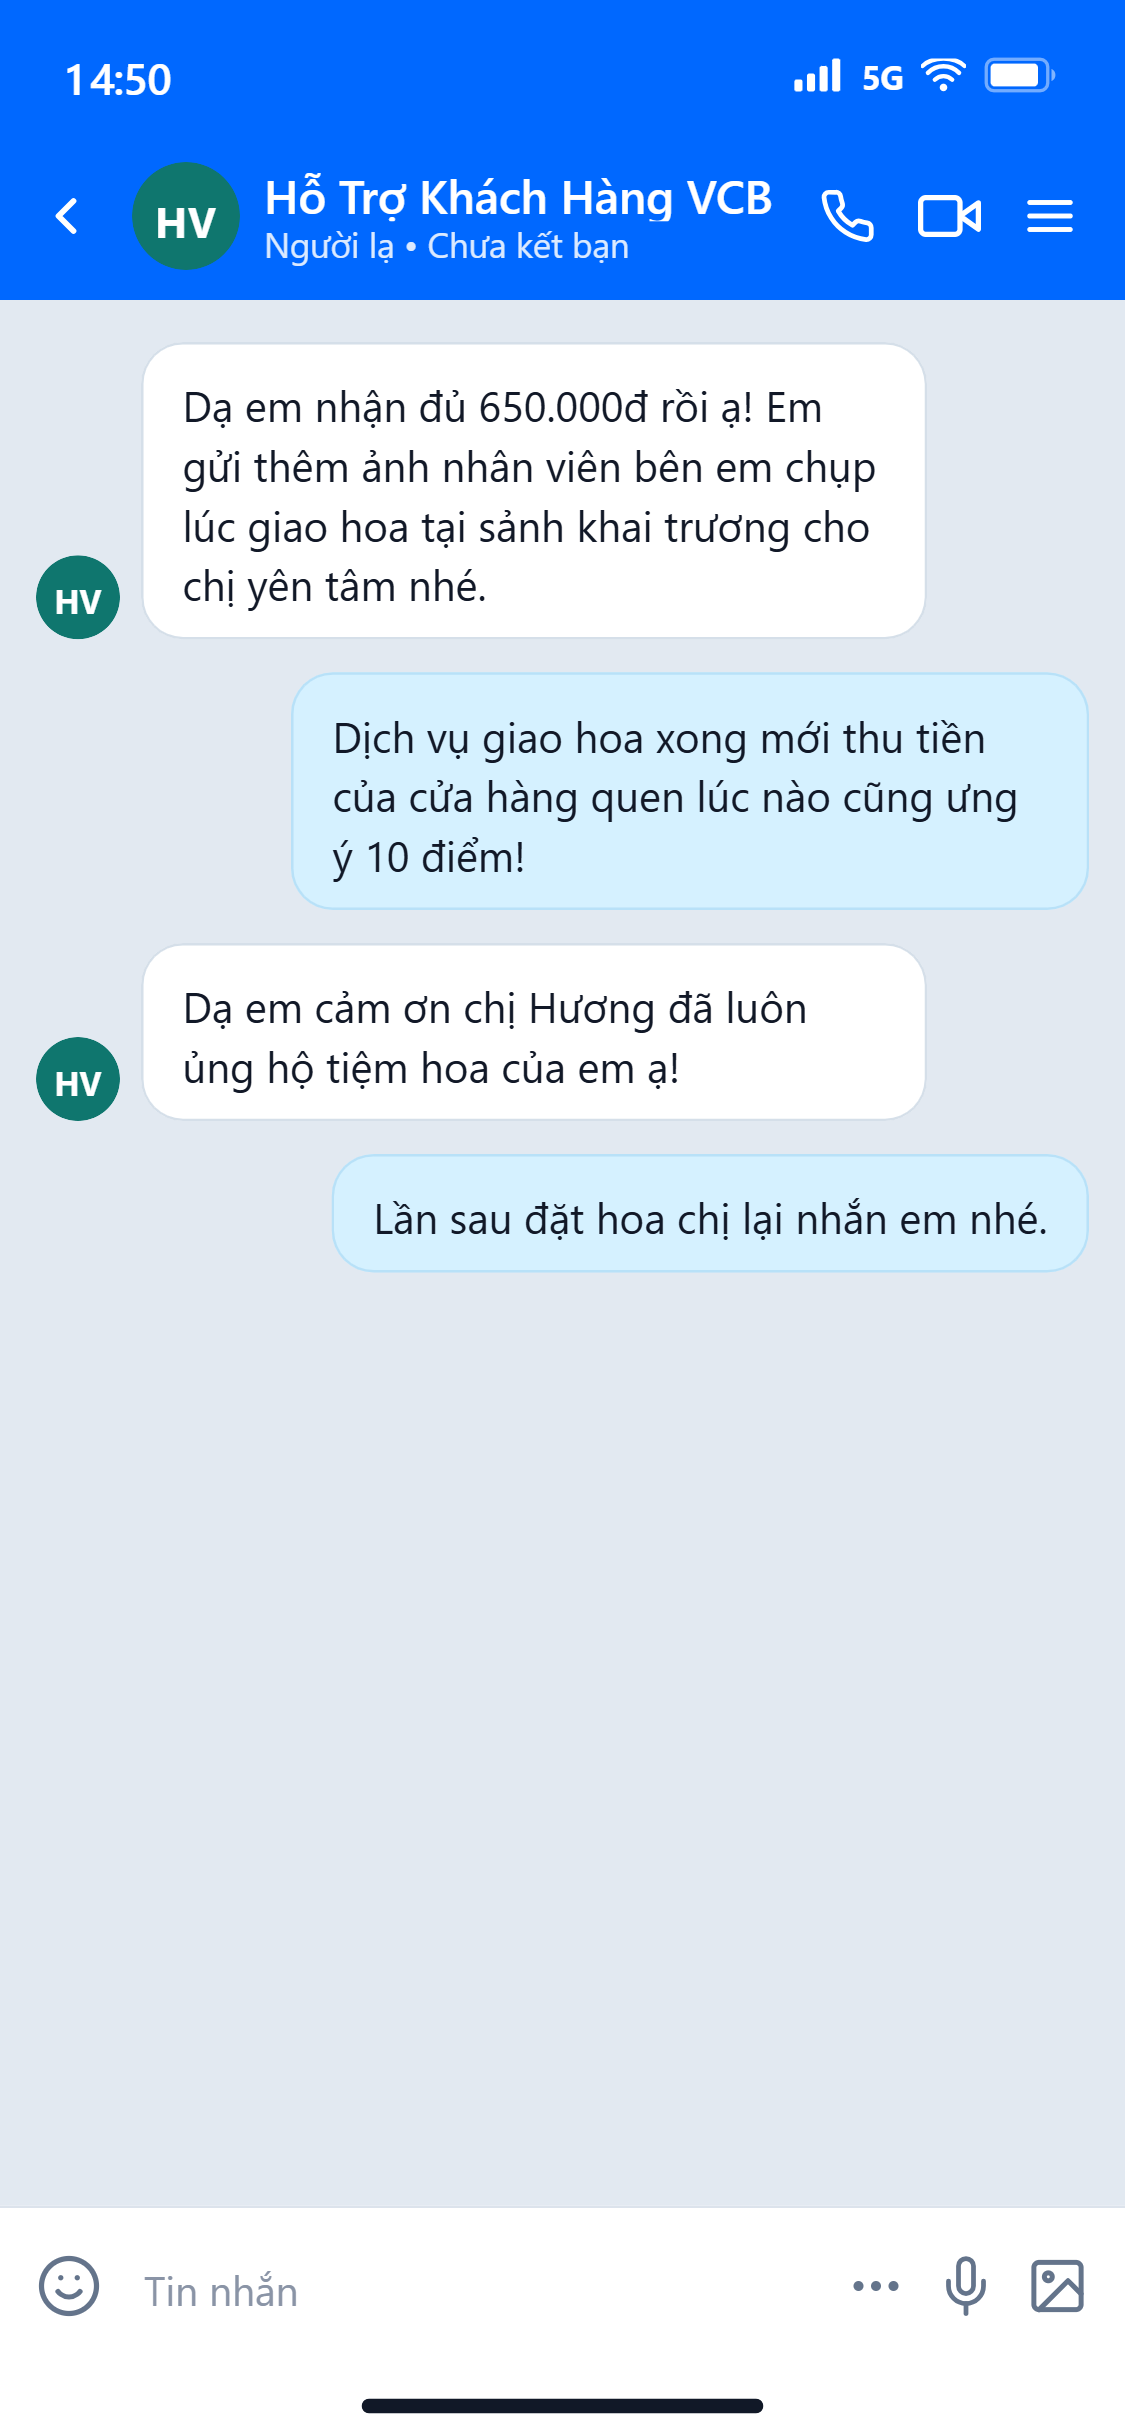 14:50
5G
HV
Hỗ Trợ Khách Hàng VCB
Người lạ • Chưa kết bạn
Dạ em nhận đủ 650.000đ rồi ạ! Em
gửi thêm ảnh nhân viên bên em chụp
lúc giao hoa tại sảnh khai trương cho
chị yên tâm nhé.
HV
Dịch vụ giao hoa xong mới thu tiền
của cửa hàng quen lúc nào cũng ưng
ý 10 điểm!
Dạ em cảm ơn chị Hương đã luôn
ủng hộ tiệm hoa của em ạ!
HV
Lần sau đặt hoa chị lại nhắn em nhé.
Tin nhắn